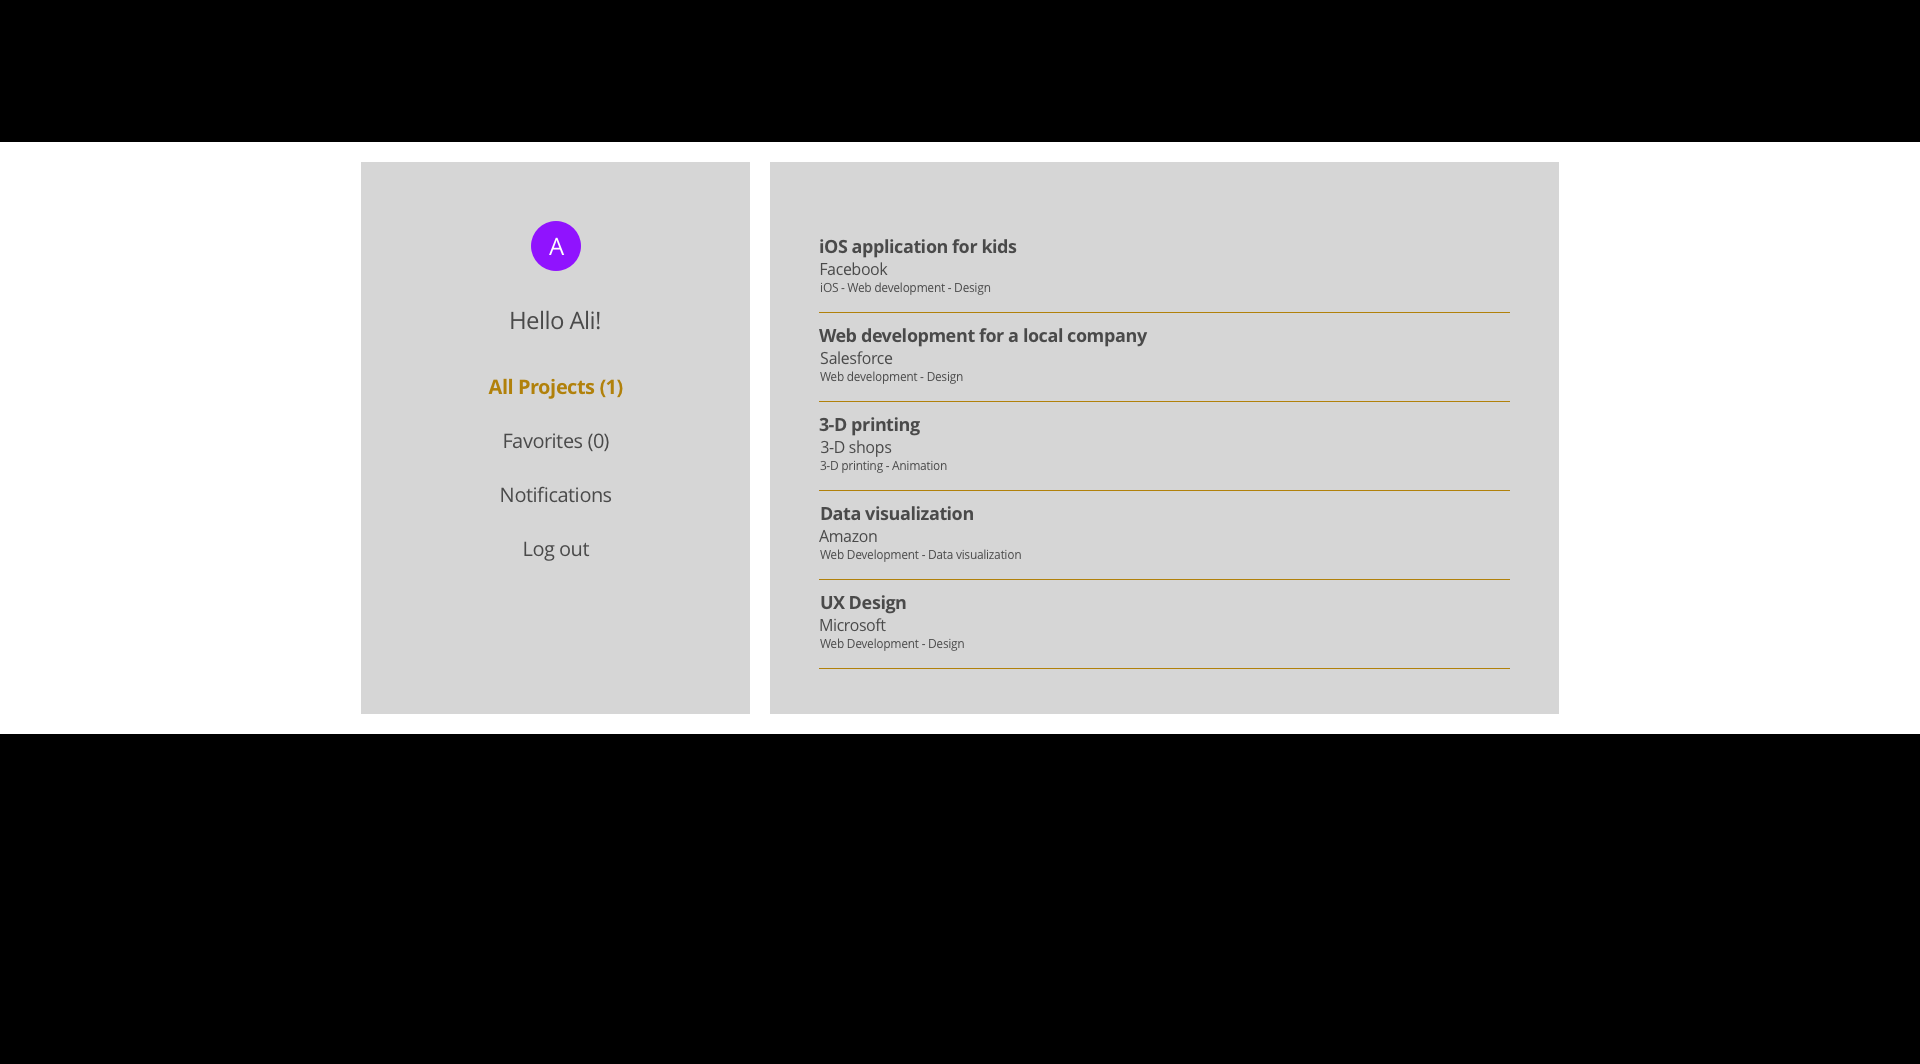 A
Hello Ali!
All Projects (1)
Favorites (0)
Notifications
Log out
iOS application for kids
Facebook
iOS - Web development - Design
Web development for a local company
Salesforce
Web development - Design
3-D printing
3-D shops
3-D printing - Animation
Data visualization
Amazon
Web Development - Data visualization
UX Design
Microsoft
Web Development - Design